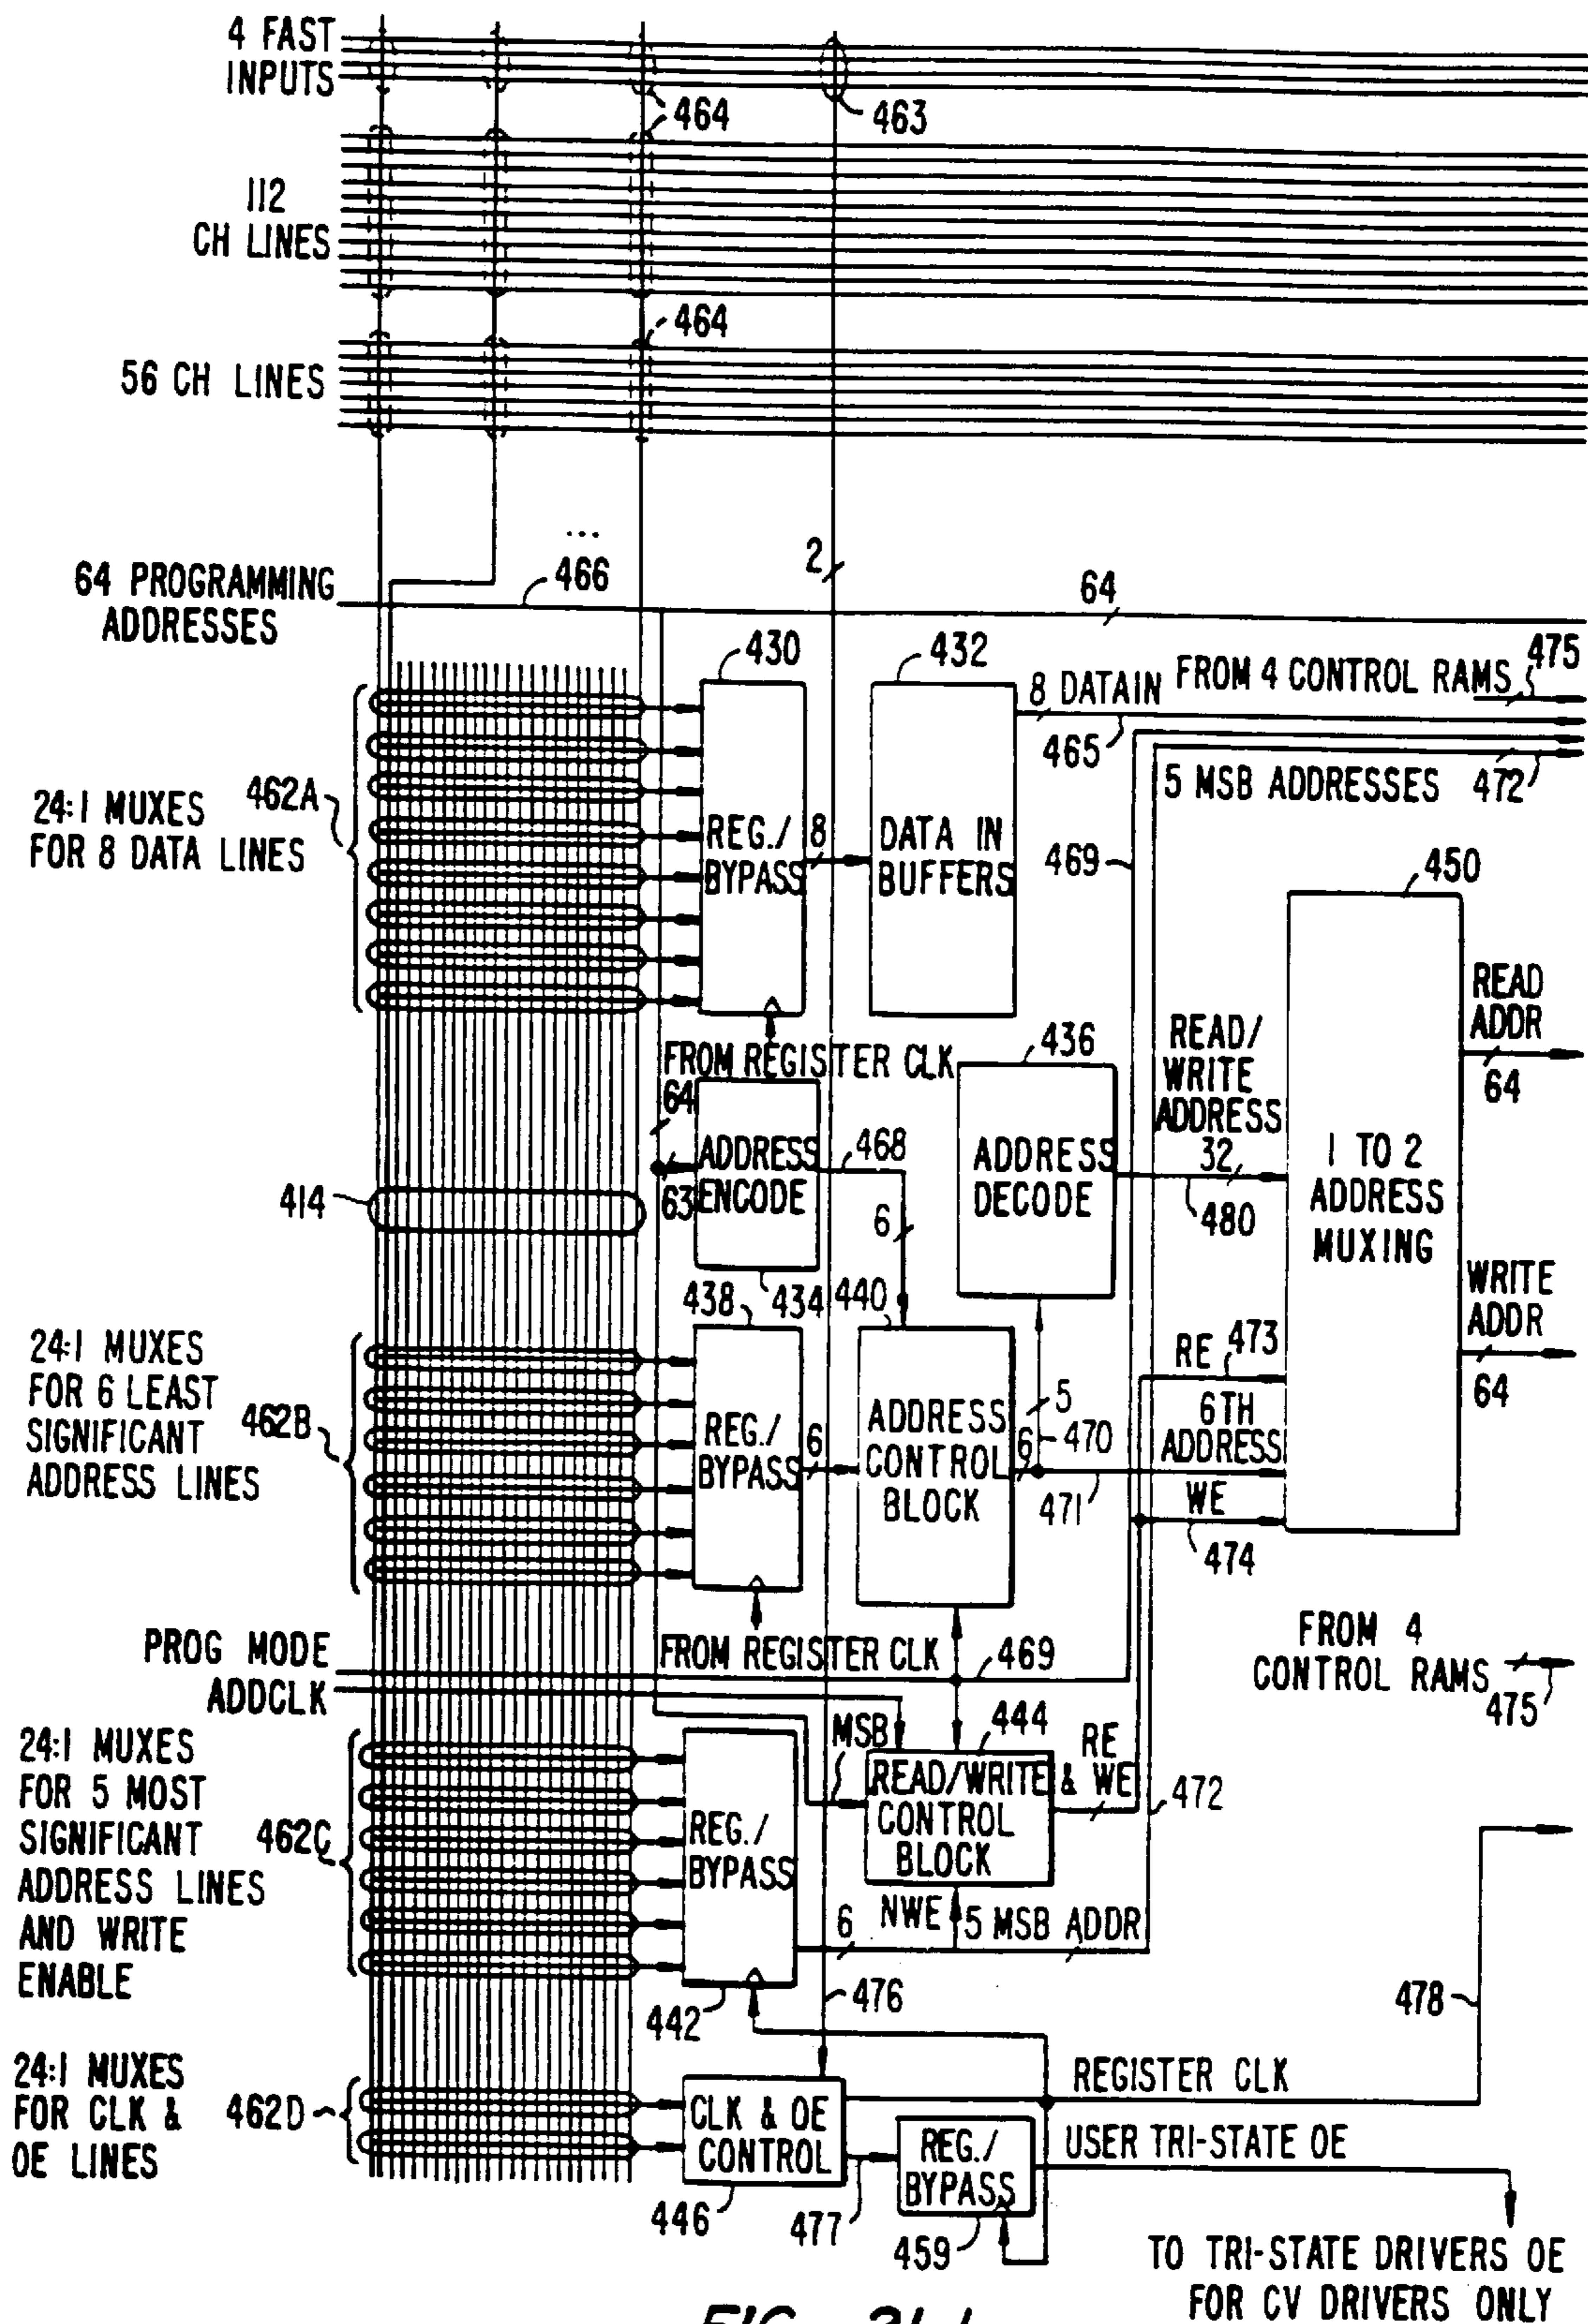 4 FAST
INPUTS
464
463
112
CH LINES
464
56 CH LINES
...
2
64 PROGRAMMING
ADDRESSES
466
64
430
432
8 DATAIN
FROM 4 CONTROL RAMS
475
465
5 MSB ADDRESSES
472
24:1 MUXES
FOR 8 DATA LINES
462A
REG./
BYPASS
8
DATA IN
BUFFERS
469
450
READ
ADDR
64
FROM REGISTER CLK
436
READ/
WRITE
ADDRESS
32
480
64
63
ADDRESS
ENCODE
468
6
ADDRESS
DECODE
1 TO 2
ADDRESS
MUXING
414
434
438
440
WRITE
ADDR
64
24:1 MUXES
FOR 6 LEAST
SIGNIFICANT
ADDRESS LINES
462B
REG./
BYPASS
6
ADDRESS
CONTROL
BLOCK
5
470
6
471
RE
473
6TH
ADDRESS
WE
474
FROM REGISTER CLK
469
PROG MODE
ADDCLK
FROM 4
CONTROL RAMS
475
24:1 MUXES
FOR 5 MOST
SIGNIFICANT
ADDRESS LINES
AND WRITE
ENABLE
462C
REG./
BYPASS
MSB
444
READ/WRITE
CONTROL
BLOCK
RE
& WE
472
6
NWE
5 MSB ADDR
442
476
478
24:1 MUXES
FOR CLK &
OE LINES
462D
CLK & OE
CONTROL
REGISTER CLK
REG./
BYPASS
USER TRI-STATE OE
446
477
459
TO TRI-STATE DRIVERS OE
FOR CV DRIVERS ONLY